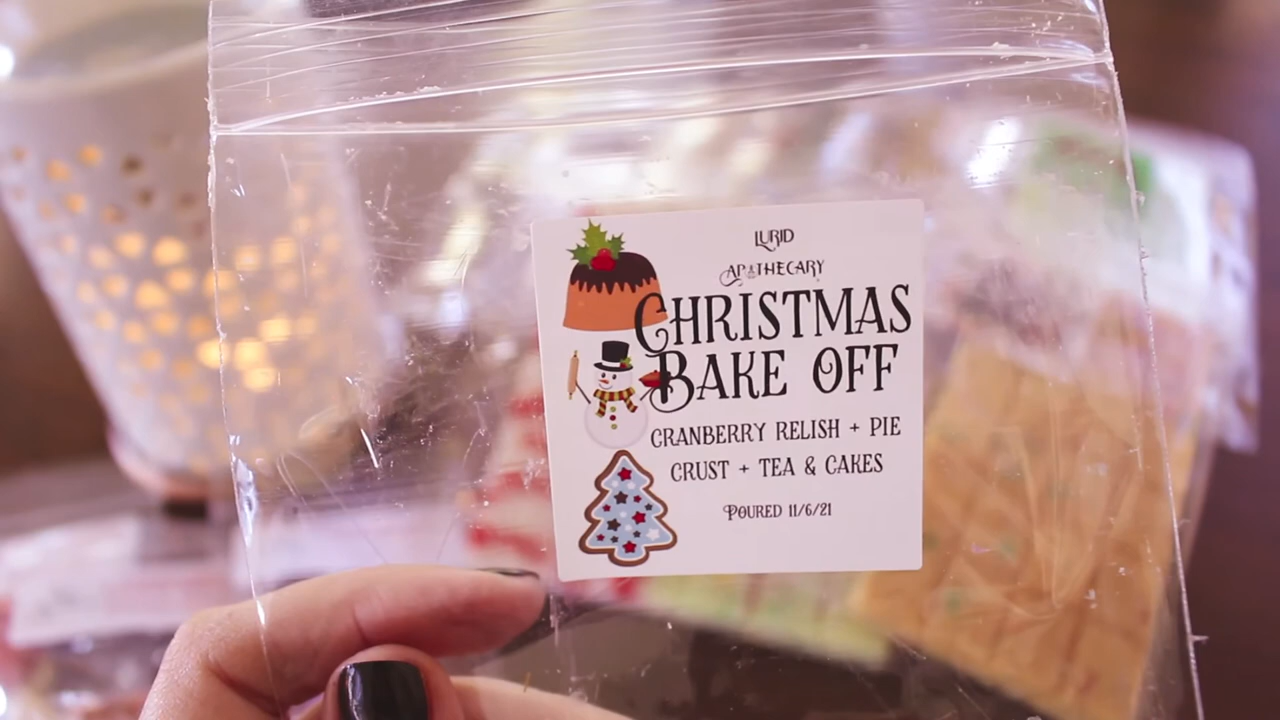 LURID
APOTHECARY
CHRISTMAS
BAKE OFF
CRANBERRY RELISH + PIE
CRUST + TEA & CAKES
POURED 11/6/21